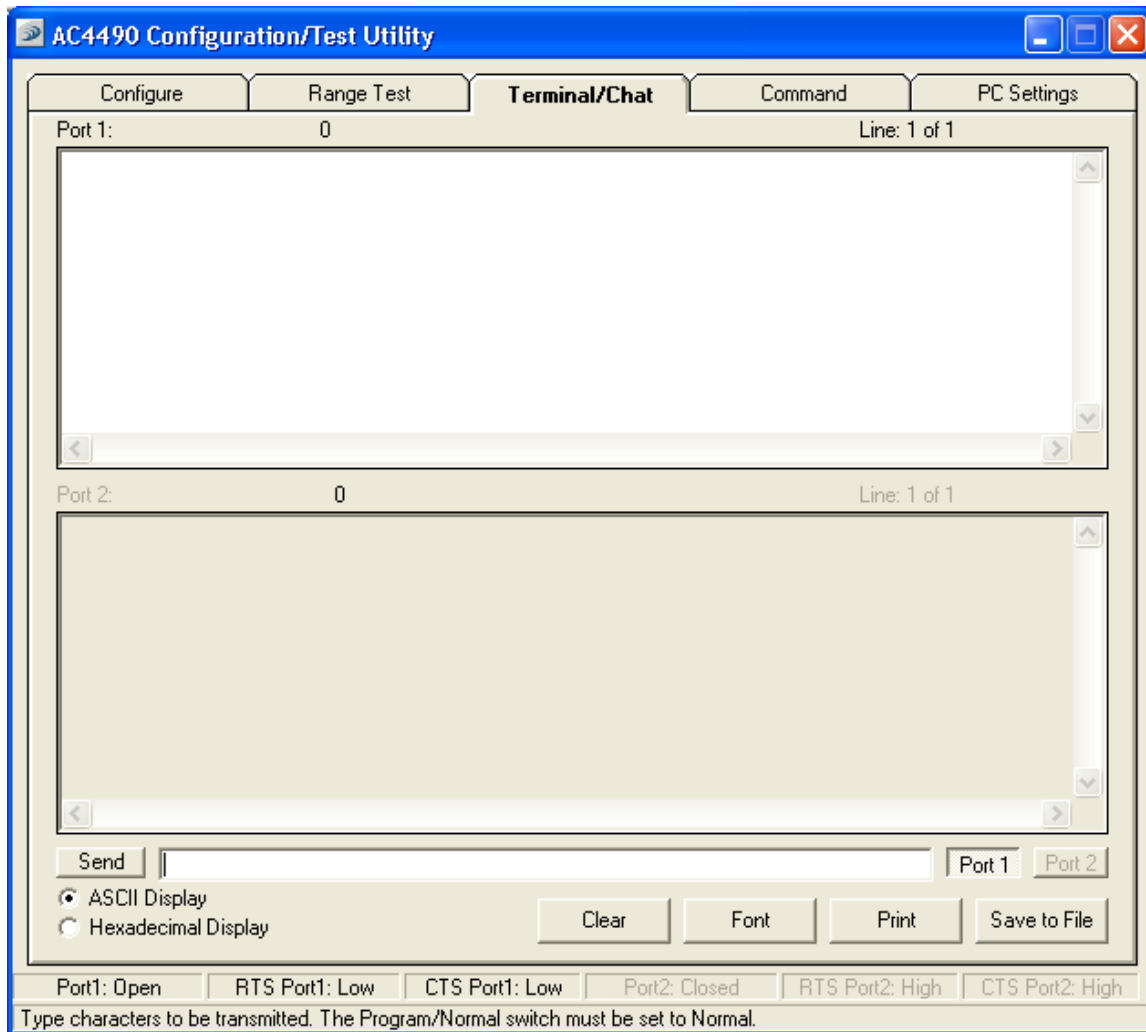 AC4490 Configuration/Test Utility
Configure Range Test Terminal/Chat Command PC Settings
Port 1: 0 Line: 1 of 1
Port 2: 0 Line: 1 of 1
Send Port 1 Port 2
ASCII Display
Hexadecimal Display
Clear Font Print Save to File
Port1: Open RTS Port1: Low CTS Port1: Low Port2: Closed RTS Port2: High CTS Port2: High
Type characters to be transmitted. The Program/Normal switch must be set to Normal.